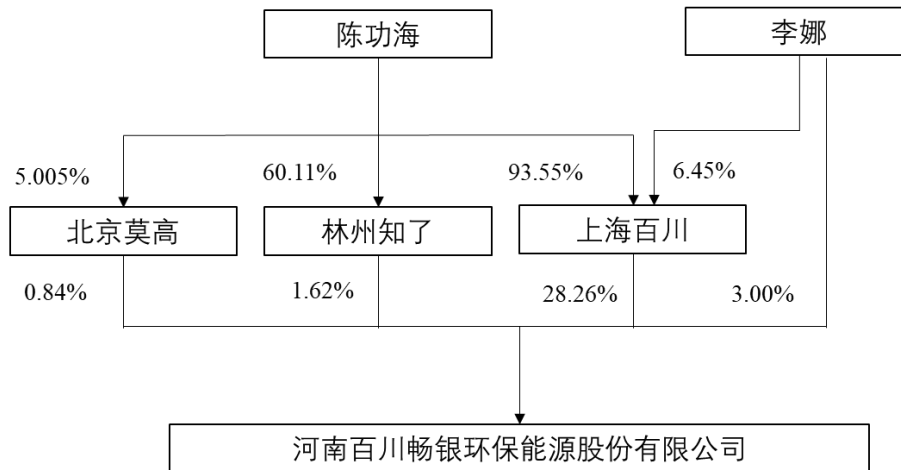 陈功海
李娜
5.005%
60.11%
93.55%
6.45%
北京莫高
林州知了
上海百川
0.84%
1.62%
28.26%
3.00%
河南百川畅银环保能源股份有限公司